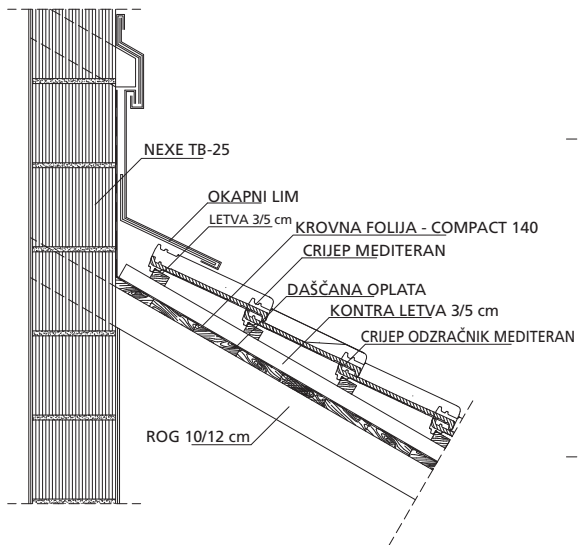 NEXE TB-25
OKAPNI LIM
LETVA 3/5 cm
KROVNA FOLIJA - COMPACT 140
CRIJEP MEDITERAN
DAŠČANA OPLATA
KONTRA LETVA 3/5 cm
CRIJEP ODZRAČNIK MEDITERAN
ROG 10/12 cm